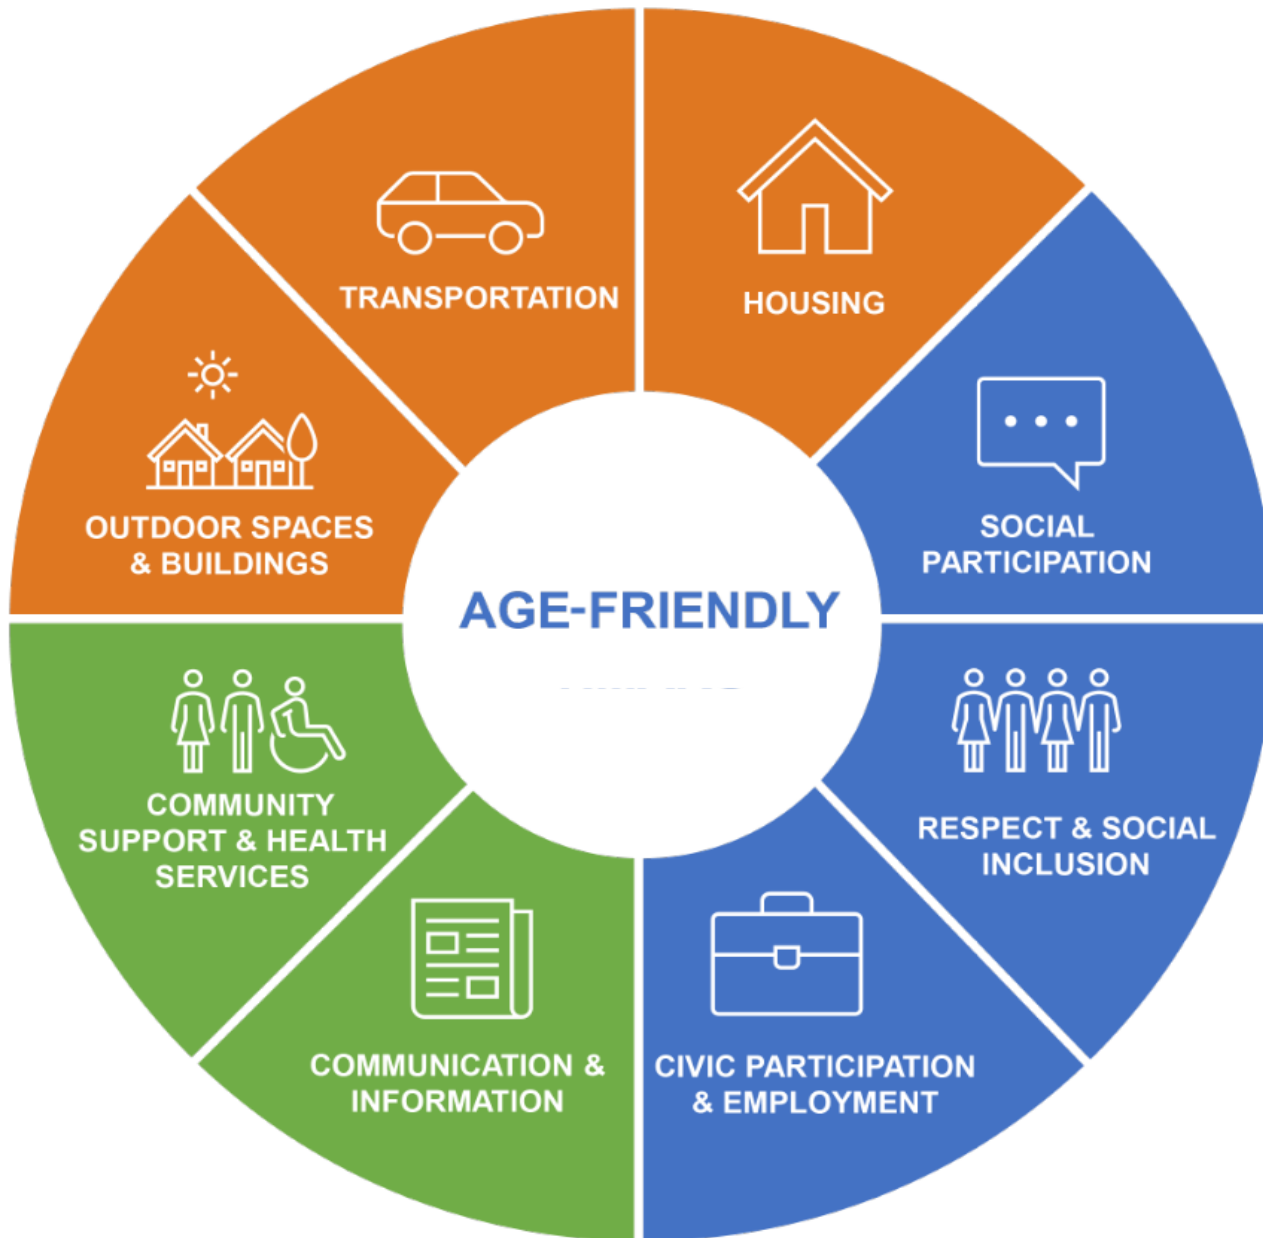 TRANSPORTATION
HOUSING
OUTDOOR SPACES
& BUILDINGS
SOCIAL
PARTICIPATION
AGE-FRIENDLY
COMMUNITY
SUPPORT & HEALTH
SERVICES
RESPECT & SOCIAL
INCLUSION
COMMUNICATION &
INFORMATION
CIVIC PARTICIPATION
& EMPLOYMENT